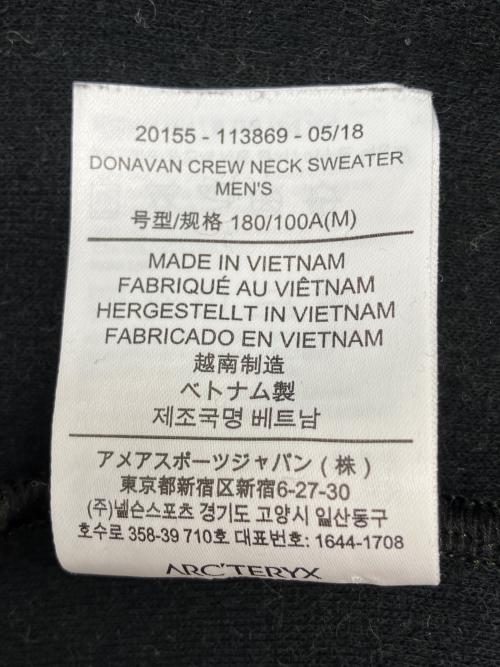 20155 - 113869 - 05/18
DONAVAN CREW NECK SWEATER
MEN'S
号型/规格 180/100A(M)
MADE IN VIETNAM
FABRIQUÉ AU VIÊTNAM
HERGESTELLT IN VIETNAM
FABRICADO EN VIETNAM
越南制造
ベトナム製
제조국명 베트남
アメアスポーツジャパン ( 株 )
東京都新宿区新宿6-27-30
(주)넬슨스포츠 경기도 고양시 일산동구
호수로 358-39 710호 대표번호: 1644-1708
ARC'TERYX